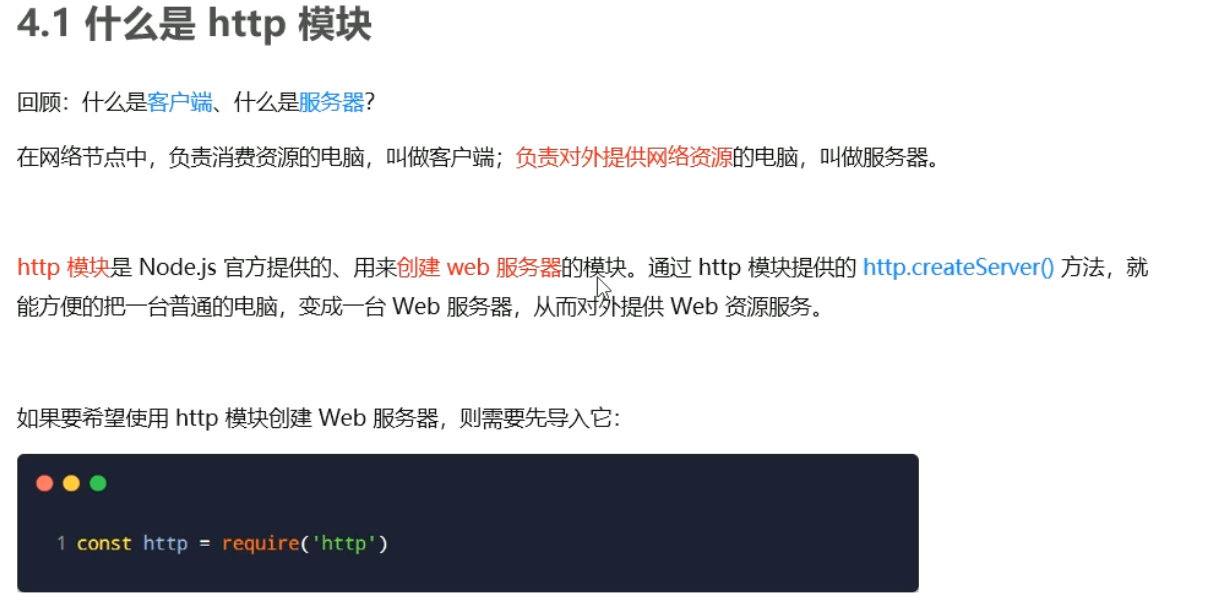 4.1 什么是 http 模块
回顾：什么是客户端、什么是服务器?
在网络节点中，负责消费资源的电脑，叫做客户端；负责对外提供网络资源的电脑，叫做服务器。
http 模块是 Node.js 官方提供的、用来创建 web 服务器的模块。通过 http 模块提供的 http.createServer() 方法，就
能方便的把一台普通的电脑，变成一台 Web 服务器，从而对外提供 Web 资源服务。
如果要希望使用 http 模块创建 Web 服务器，则需要先导入它：
1 const http = require('http')